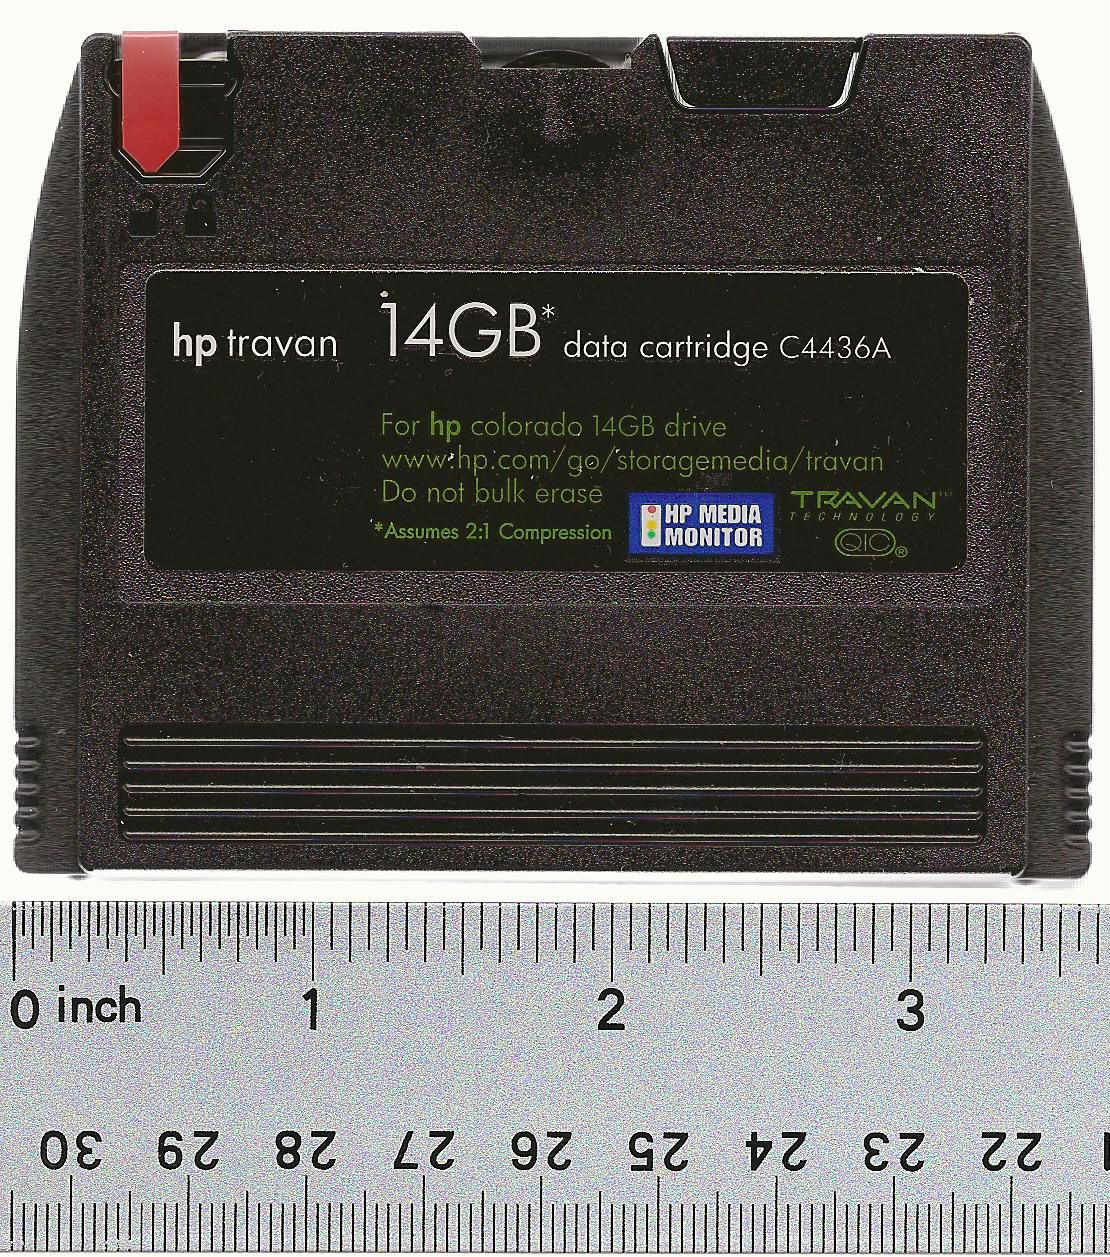 hp travan 14GB* data cartridge C4436A
For hp colorado 14GB drive
www.hp.com/go/storagemedia/travan
Do not bulk erase
*Assumes 2:1 Compression
HP MEDIA
MONITOR
TRAVAN™
TECHNOLOGY
QIC®
0 inch 1 2 3
30 29 28 27 26 25 24 23 22